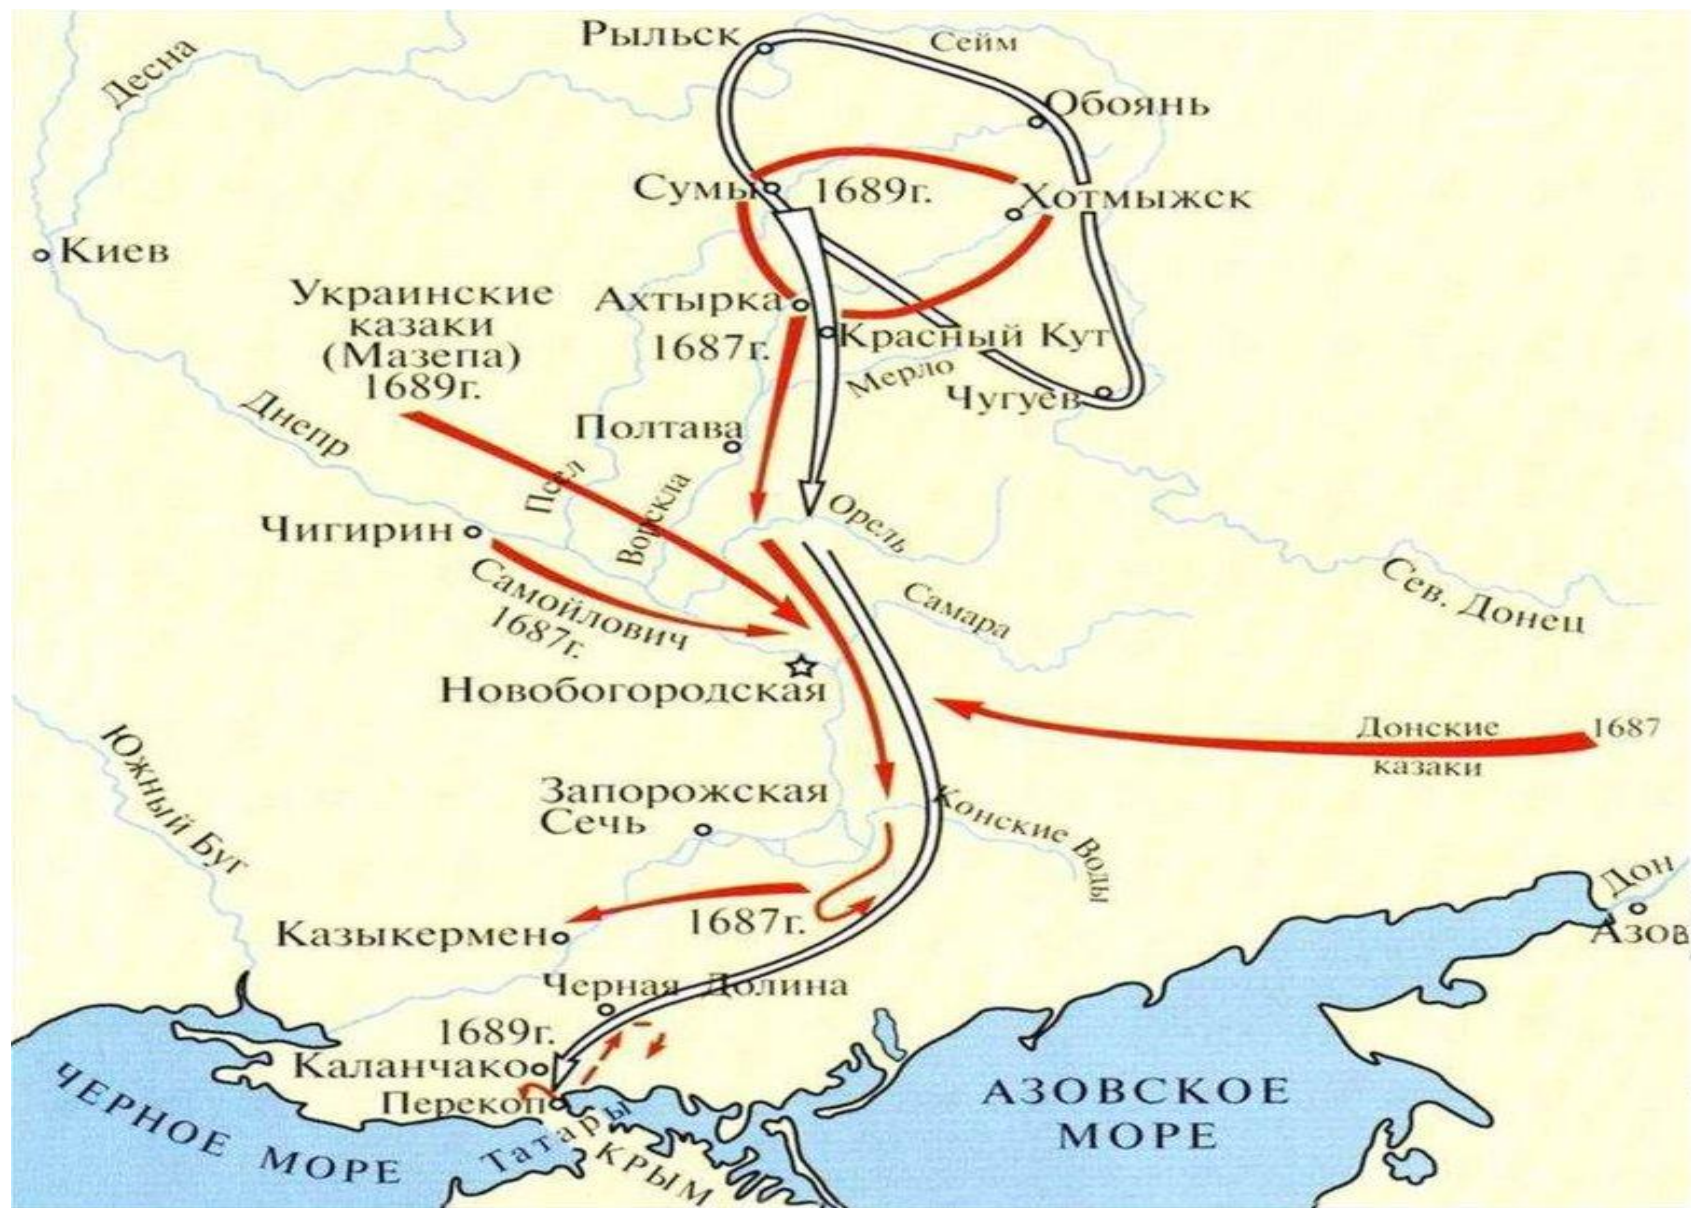 Рыльск
Сейм
Десна
Обоянь
Сумы
1689г.
Хотмыжск
Киев
Украинские
казаки
(Мазепа)
1689г.
Ахтырка
1687г.
Красный Кут
Мерло
Чугуев
Днепр
Полтава
Псёл
Ворскла
Орель
Чигирин
Самойлович
1687г.
Самара
Сев. Донец
Новобогородская
Донские
казаки
1687
Южный Буг
Запорожская
Сечь
Конские Воды
Дон
Азов
1687г.
Казыкермен
Черная Долина
1689г.
Каланчако
Перекоп
Татары
КРЫМ
ЧЕРНОЕ МОРЕ
АЗОВСКОЕ
МОРЕ